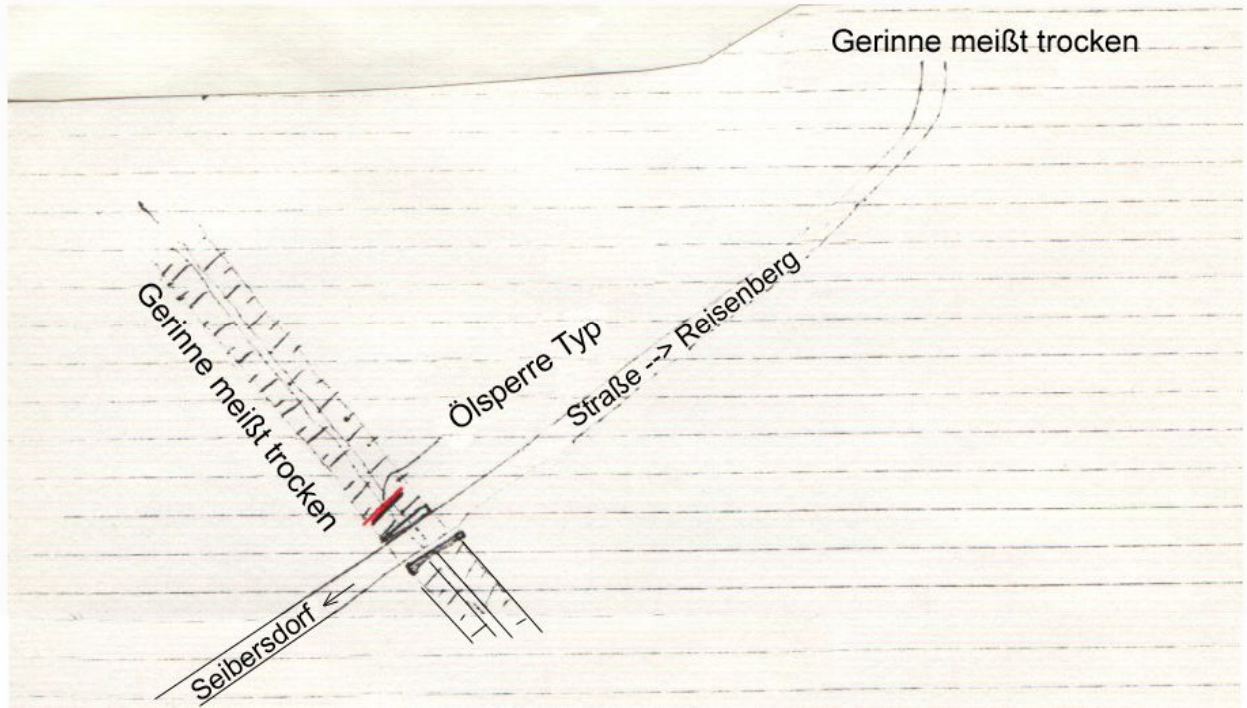 Gerinne meißt trocken
Gerinne meißt trocken
Ölsperre Typ
Straße --> Reisenberg
Seibersdorf